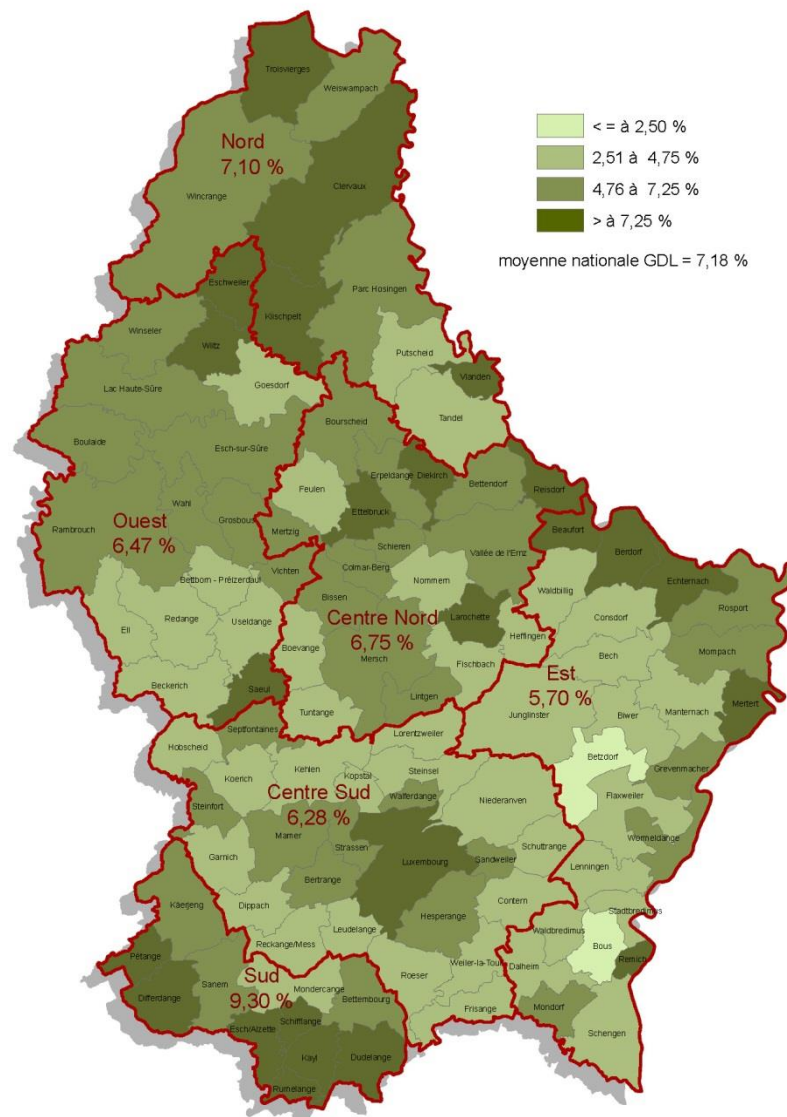 Troisvierges
Weiswampach
< = à 2,50 %
2,51 à 4,75 %
4,76 à 7,25 %
> à 7,25 %
moyenne nationale GDL = 7,18 %
Nord
7,10 %
Clervaux
Wincrange
Eschweiler
Parc Hosingen
Kiischpelt
Winseler
Wiltz
Putscheid
Vianden
Goesdorf
Lac Haute-Sûre
Tandel
Bourscheid
Boulaide
Esch-sur-Sûre
Erpeldange
Diekirch
Bettendorf
Reisdorf
Feulen
Wahl
Ettelbruck
Grosbous
Ouest
6,47 %
Rambrouch
Mertzig
Beaufort
Schieren
Vallée de l'Ernz
Berdorf
Colmar-Berg
Vichten
Echternach
Bettborn - Préizerdaul
Nommern
Waldbillig
Bissen
Rosport
Redange
Useldange
Centre Nord
6,75 %
Larochette
Consdorf
Ell
Heffingen
Boevange
Mersch
Bech
Mompach
Fischbach
Est
5,70 %
Beckerich
Saeul
Lintgen
Tuntange
Junglinster
Biwer
Manternach
Mertert
Septfontaines
Lorentzweiler
Hobscheid
Betzdorf
Kehlen
Steinsel
Grevenmacher
Koerich
Kopstal
Centre Sud
6,28 %
Walferdange
Niederanven
Flaxweiler
Steinfort
Mamer
Wormeldange
Strassen
Schuttrange
Garnich
Luxembourg
Sandweiler
Lenningen
Bertrange
Contern
Dippach
Hesperange
Stadtbredimus
Käerjeng
Leudelange
Waldbredimus
Reckange/Mess
Bous
Weiler-la-Tour
Dalheim
Remich
Pétange
Sud
9,30 %
Roeser
Sanem
Mondercange
Bettembourg
Mondorf
Differdange
Frisange
Schifflange
Esch/Alzette
Schengen
Kayl
Dudelange
Rumelange